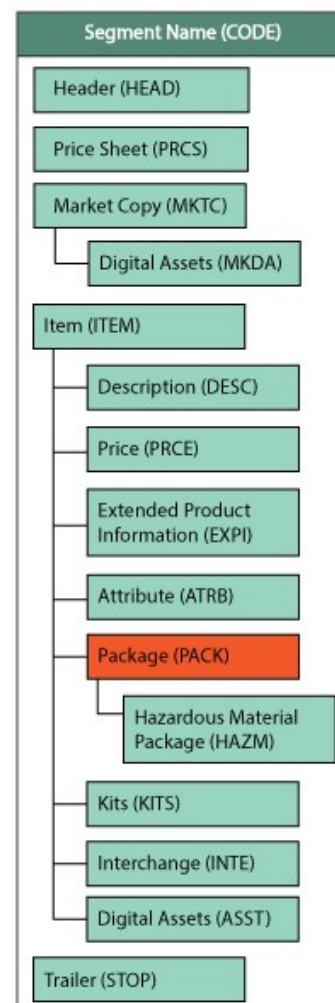 Segment Name (CODE)
Header (HEAD)
Price Sheet (PRCS)
Market Copy (MKTC)
Digital Assets (MKDA)
Item (ITEM)
Description (DESC)
Price (PRCE)
Extended Product
Information (EXPI)
Attribute (ATRB)
Package (PACK)
Hazardous Material
Package (HAZM)
Kits (KITS)
Interchange (INTE)
Digital Assets (ASST)
Trailer (STOP)